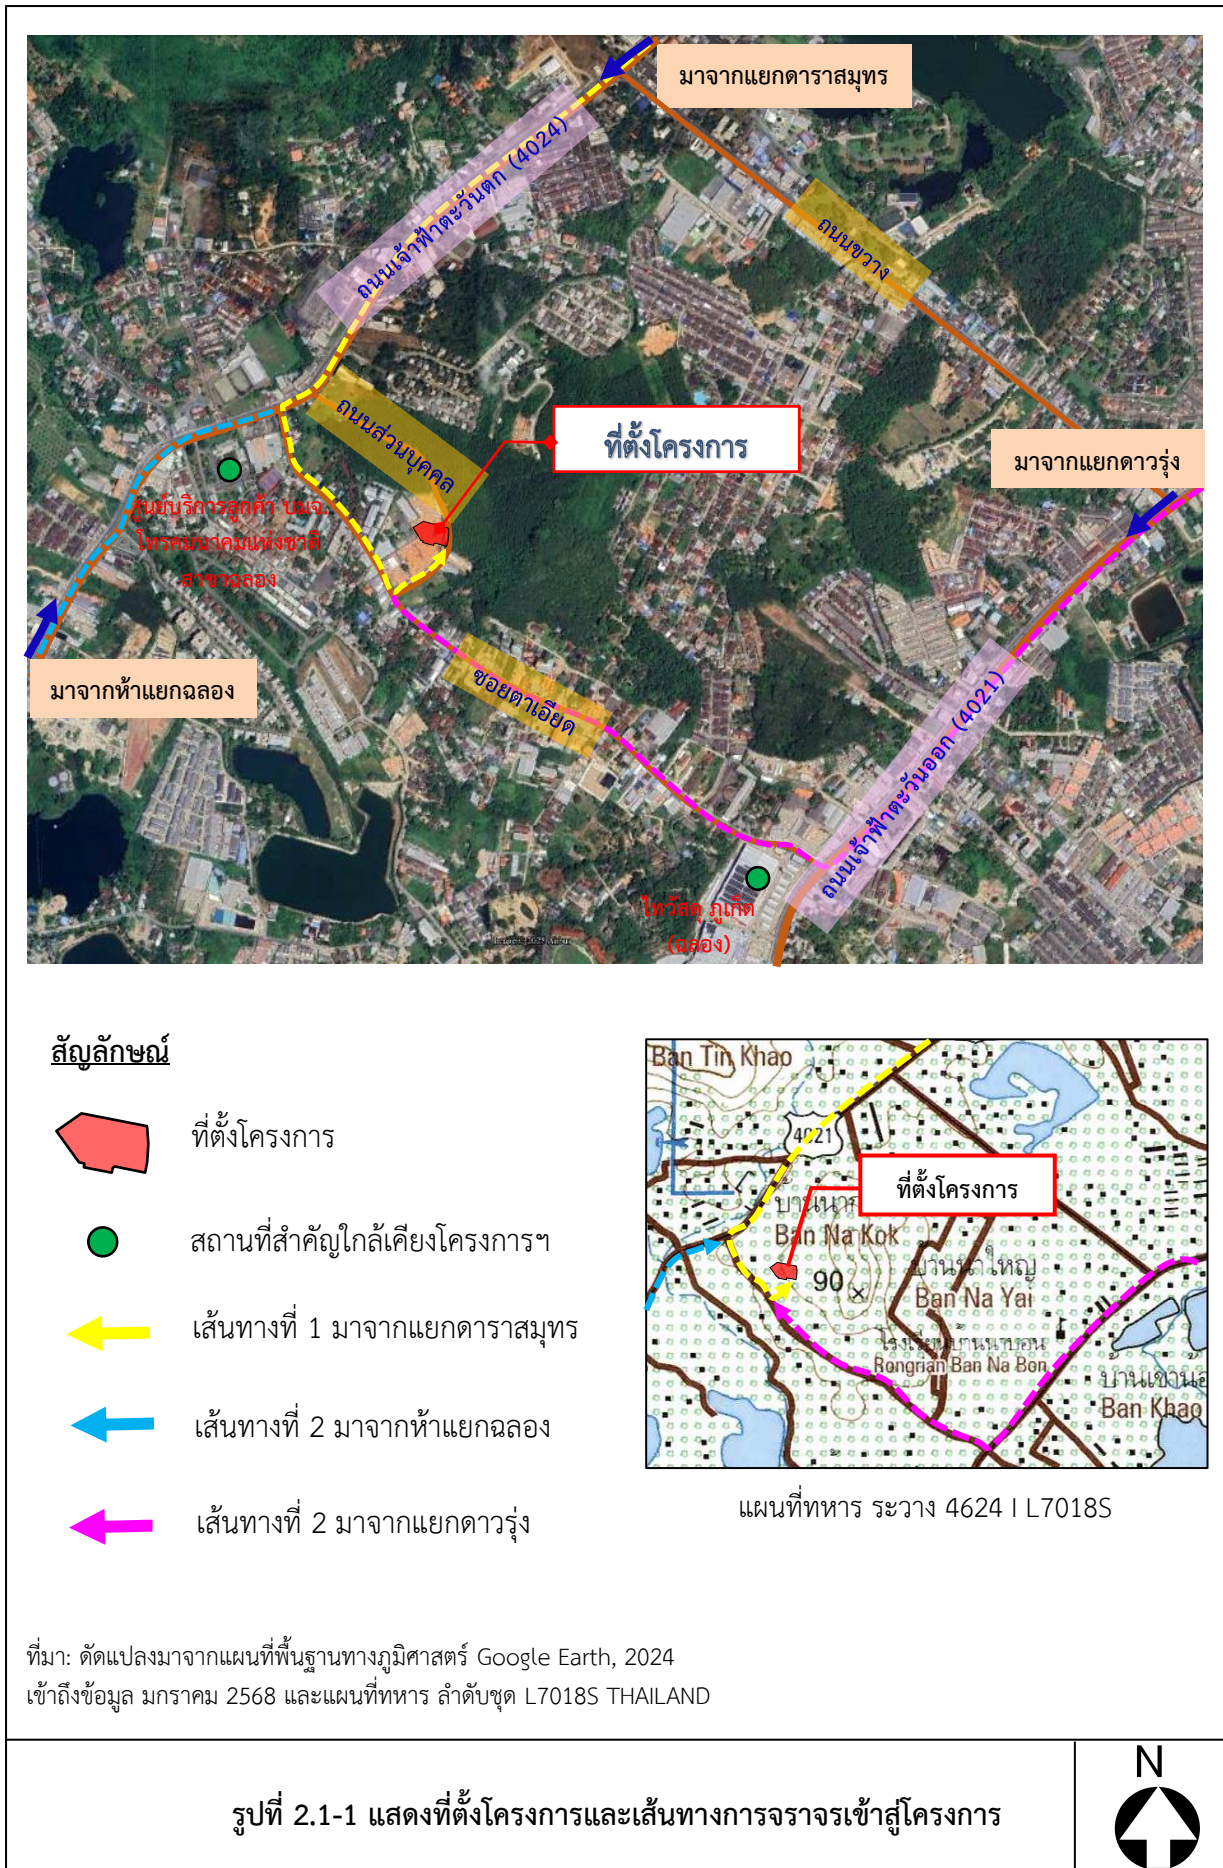 มาจากแยกดาราสมุทร
ถนนเจ้าฟ้าตะวันตก (4024)
ถนนขวาง
ถนนส่วนบุคคล
ที่ตั้งโครงการ
มาจากแยกดาวรุ่ง
ศูนย์บริการลูกค้า บมจ.
โทรคมนาคมแห่งชาติ
สาขาฉลอง
มาจากห้าแยกฉลอง
ซอยตาเอียด
ถนนเจ้าฟ้าตะวันออก (4021)
ไทวัสดุ ภูเก็ต
(ฉลอง)
สัญลักษณ์
ที่ตั้งโครงการ
สถานที่สำคัญใกล้เคียงโครงการฯ
เส้นทางที่ 1 มาจากแยกดาราสมุทร
เส้นทางที่ 2 มาจากห้าแยกฉลอง
เส้นทางที่ 2 มาจากแยกดาวรุ่ง
Ban Tin Khao
4021
ที่ตั้งโครงการ
บ้านนา
Ban Na Kok
90
บ้านนาใหญ่
Ban Na Yai
โรงเรียนบ้านนาบอน
Rongrian Ban Na Bon
Ban Khao
แผนที่ทหาร ระวาง 4624 I L7018S
ที่มา: ดัดแปลงมาจากแผนที่พื้นฐานทางภูมิศาสตร์ Google Earth, 2024
เข้าถึงข้อมูล มกราคม 2568 และแผนที่ทหาร ลำดับชุด L7018S THAILAND
รูปที่ 2.1-1 แสดงที่ตั้งโครงการและเส้นทางการจราจรเข้าสู่โครงการ
N